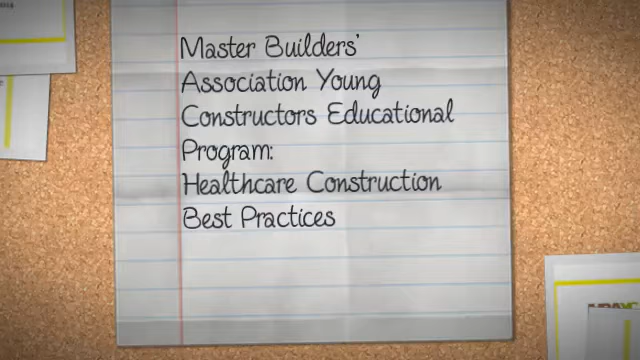 Master Builders'
Association Young
Constructors Educational
Program:
Healthcare Construction
Best Practices